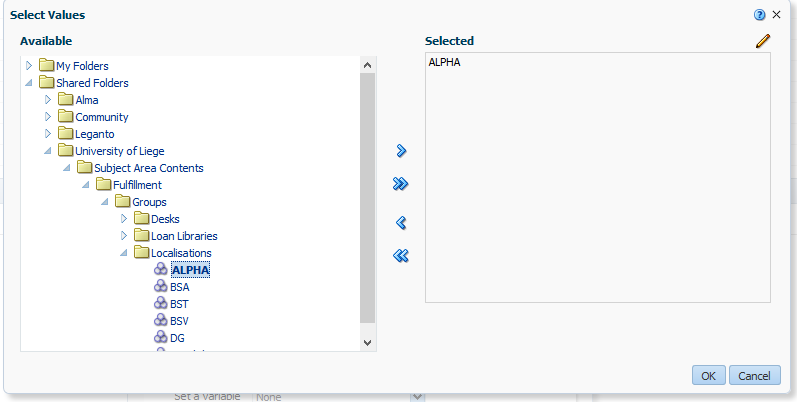 Select Values
Available
My Folders
Shared Folders
Alma
Community
Leganto
University of Liege
Subject Area Contents
Fulfillment
Groups
Desks
Loan Libraries
Localisations
ALPHA
BSA
BST
BSV
DG
Selected
ALPHA
OK Cancel
Set a Variable None